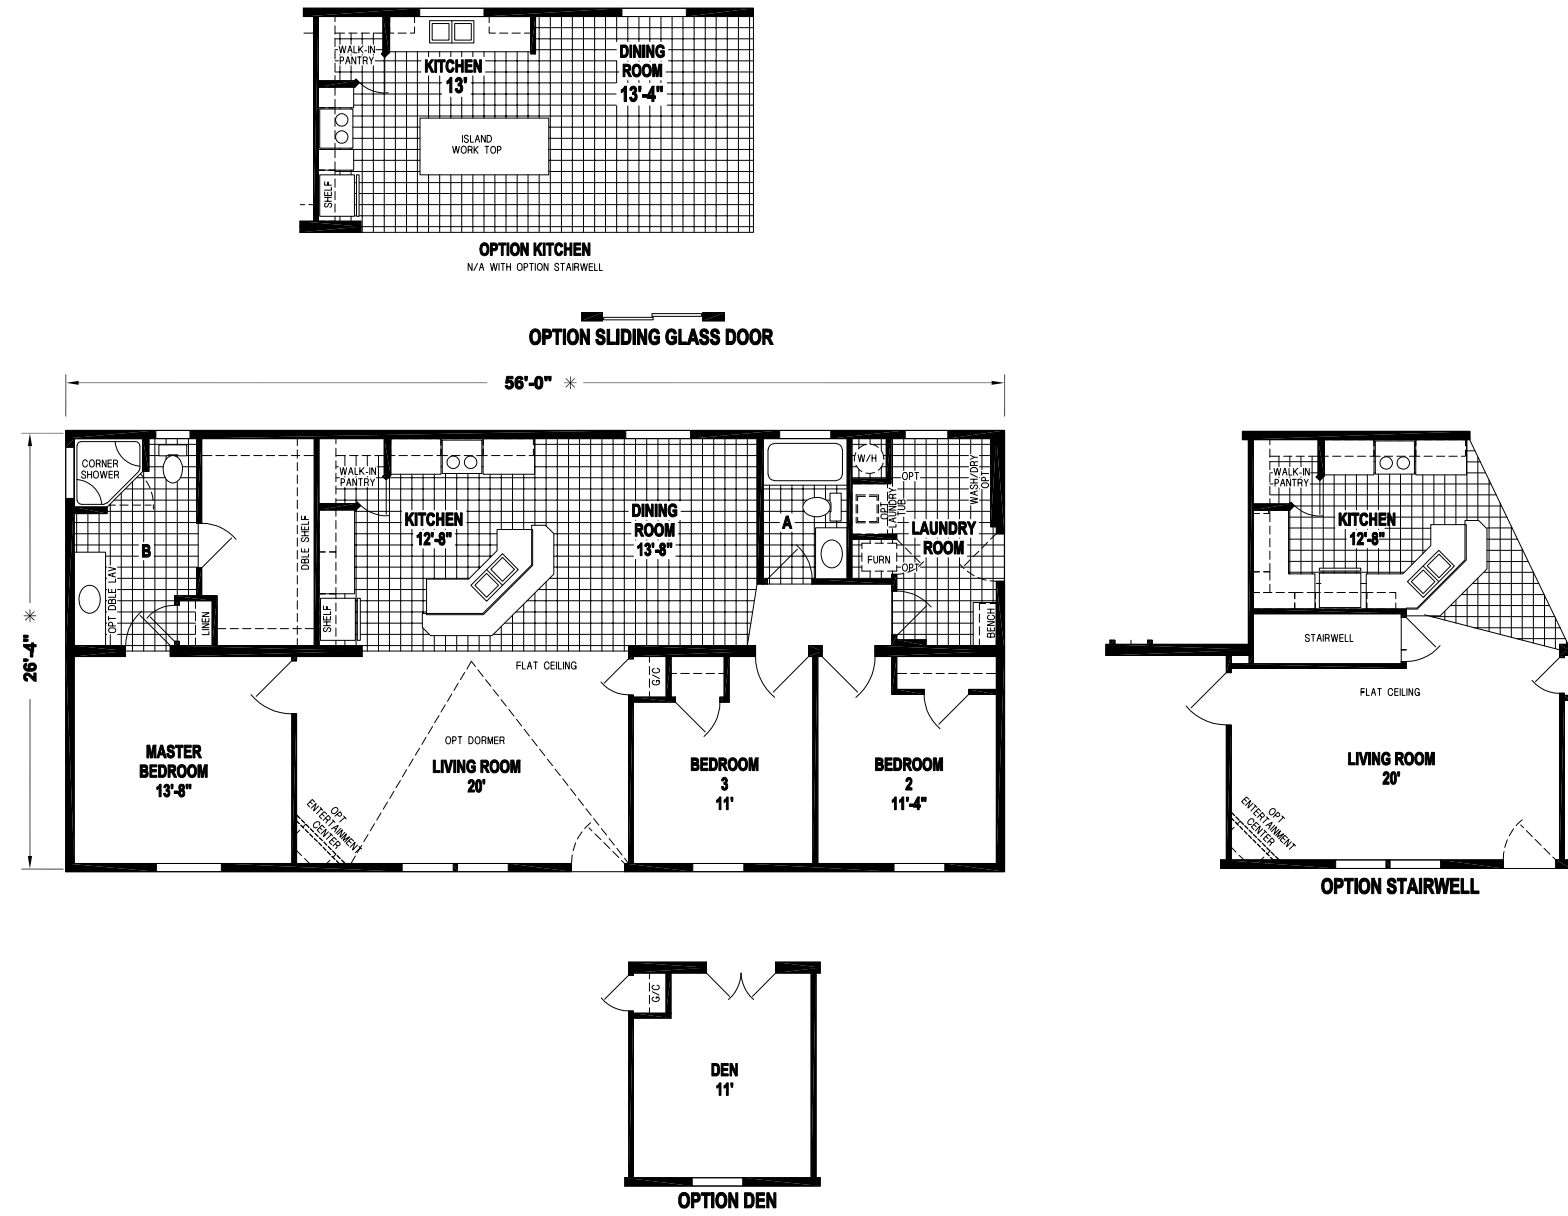 WALK-IN
PANTRY
KITCHEN
13'
DINING
ROOM
13'-4"
ISLAND
WORK TOP
SHELF
OPTION KITCHEN
N/A WITH OPTION STAIRWELL
OPTION SLIDING GLASS DOOR
56'-0" ✳
26'-4" ✳
CORNER
SHOWER
B
OPT DBLE LAV
LINEN
DBLE SHELF
WALK-IN
PANTRY
SHELF
KITCHEN
12'-8"
DINING
ROOM
13'-8"
A
W/H
OPT
OPT
LAUNDRY
TUB
WASH/DRY
OPT
LAUNDRY
ROOM
FURN
OPT
BENCH
MASTER
BEDROOM
13'-8"
FLAT CEILING
OPT DORMER
LIVING ROOM
20'
OPT
ENTERTAINMENT
CENTER
G/C
BEDROOM
3
11'
BEDROOM
2
11'-4"
WALK-IN
PANTRY
KITCHEN
12'-8"
STAIRWELL
FLAT CEILING
LIVING ROOM
20'
OPT
ENTERTAINMENT
CENTER
OPTION STAIRWELL
G/C
DEN
11'
OPTION DEN